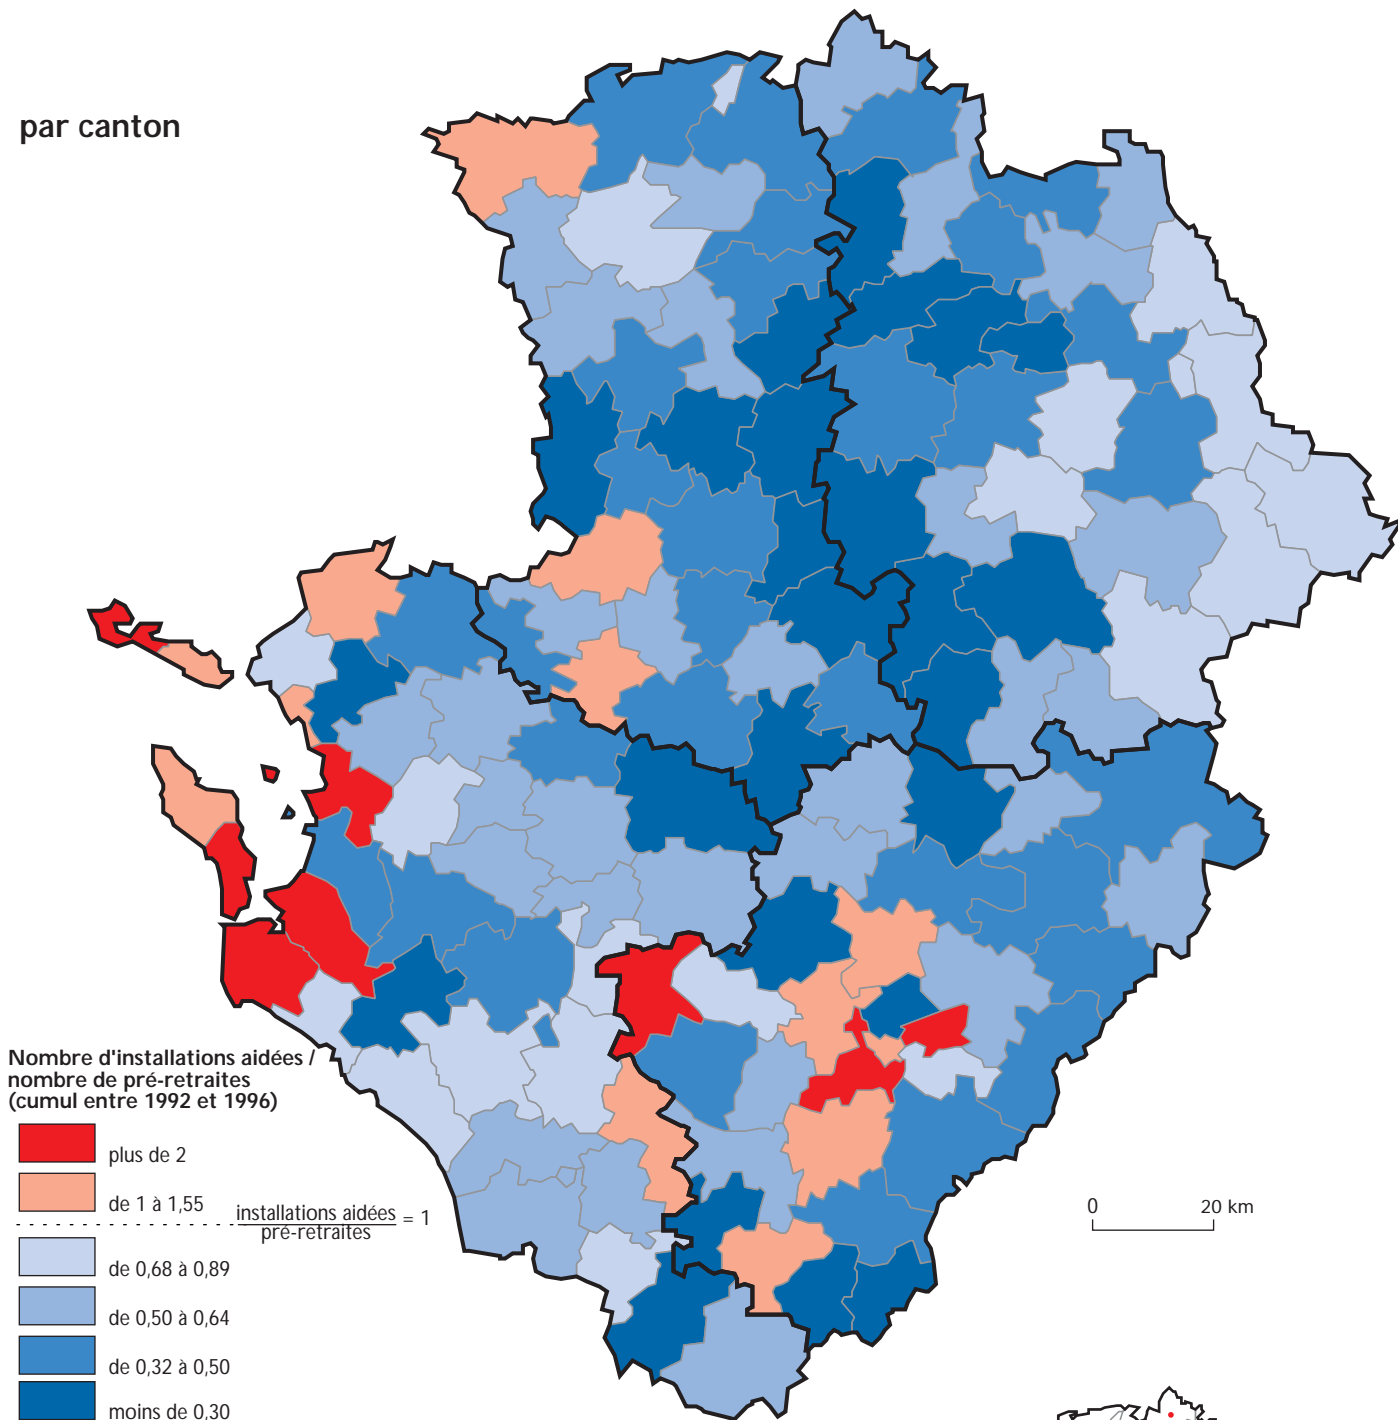 par canton
Nombre d'installations aidées /
nombre de pré-retraites
(cumul entre 1992 et 1996)
plus de 2
de 1 à 1,55
installations aidées
pré-retraites
= 1
de 0,68 à 0,89
de 0,50 à 0,64
de 0,32 à 0,50
moins de 0,30
0 20 km